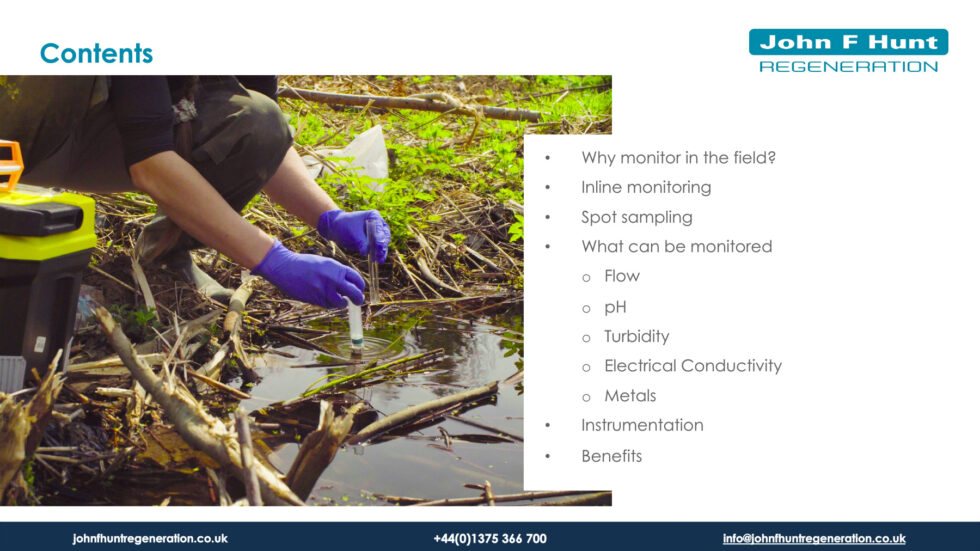 Contents
John F Hunt
REGENERATION
• Why monitor in the field?
• Inline monitoring
• Spot sampling
• What can be monitored
o Flow
o pH
o Turbidity
o Electrical Conductivity
o Metals
• Instrumentation
• Benefits
johnfhuntregeneration.co.uk
+44(0)1375 366 700
info@johnfhuntregeneration.co.uk